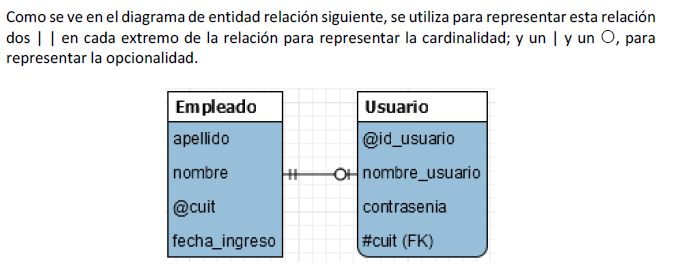 Como se ve en el diagrama de entidad relación siguiente, se utiliza para representar esta relación
dos | | en cada extremo de la relación para representar la cardinalidad; y un | y un ○, para
representar la opcionalidad.
Empleado
apellido
nombre
@cuit
fecha_ingreso
Usuario
@id_usuario
nombre_usuario
contrasenia
#cuit (FK)